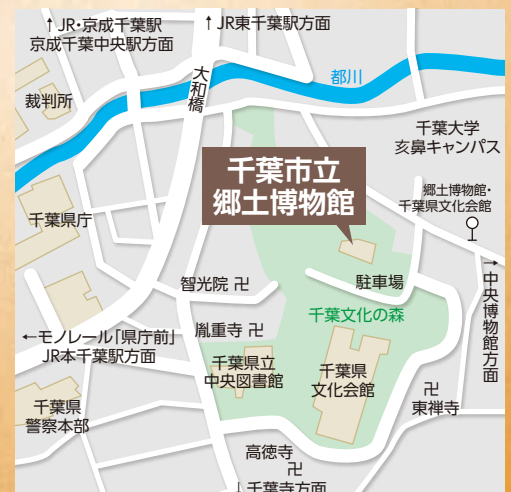 ↑JR・京成千葉駅
京成千葉中央駅方面
↑JR東千葉駅方面
大和橋
都川
裁判所
千葉大学
亥鼻キャンパス
千葉市立
郷土博物館
郷土博物館・
千葉県文化会館
千葉県庁
智光院 卍
駐車場
→中央博物館方面
千葉文化の森
胤重寺 卍
←モノレール「県庁前」
JR本千葉駅方面
千葉県立
中央図書館
千葉県
文化会館
卍
東禅寺
千葉県
警察本部
高徳寺
卍
↓千葉寺方面